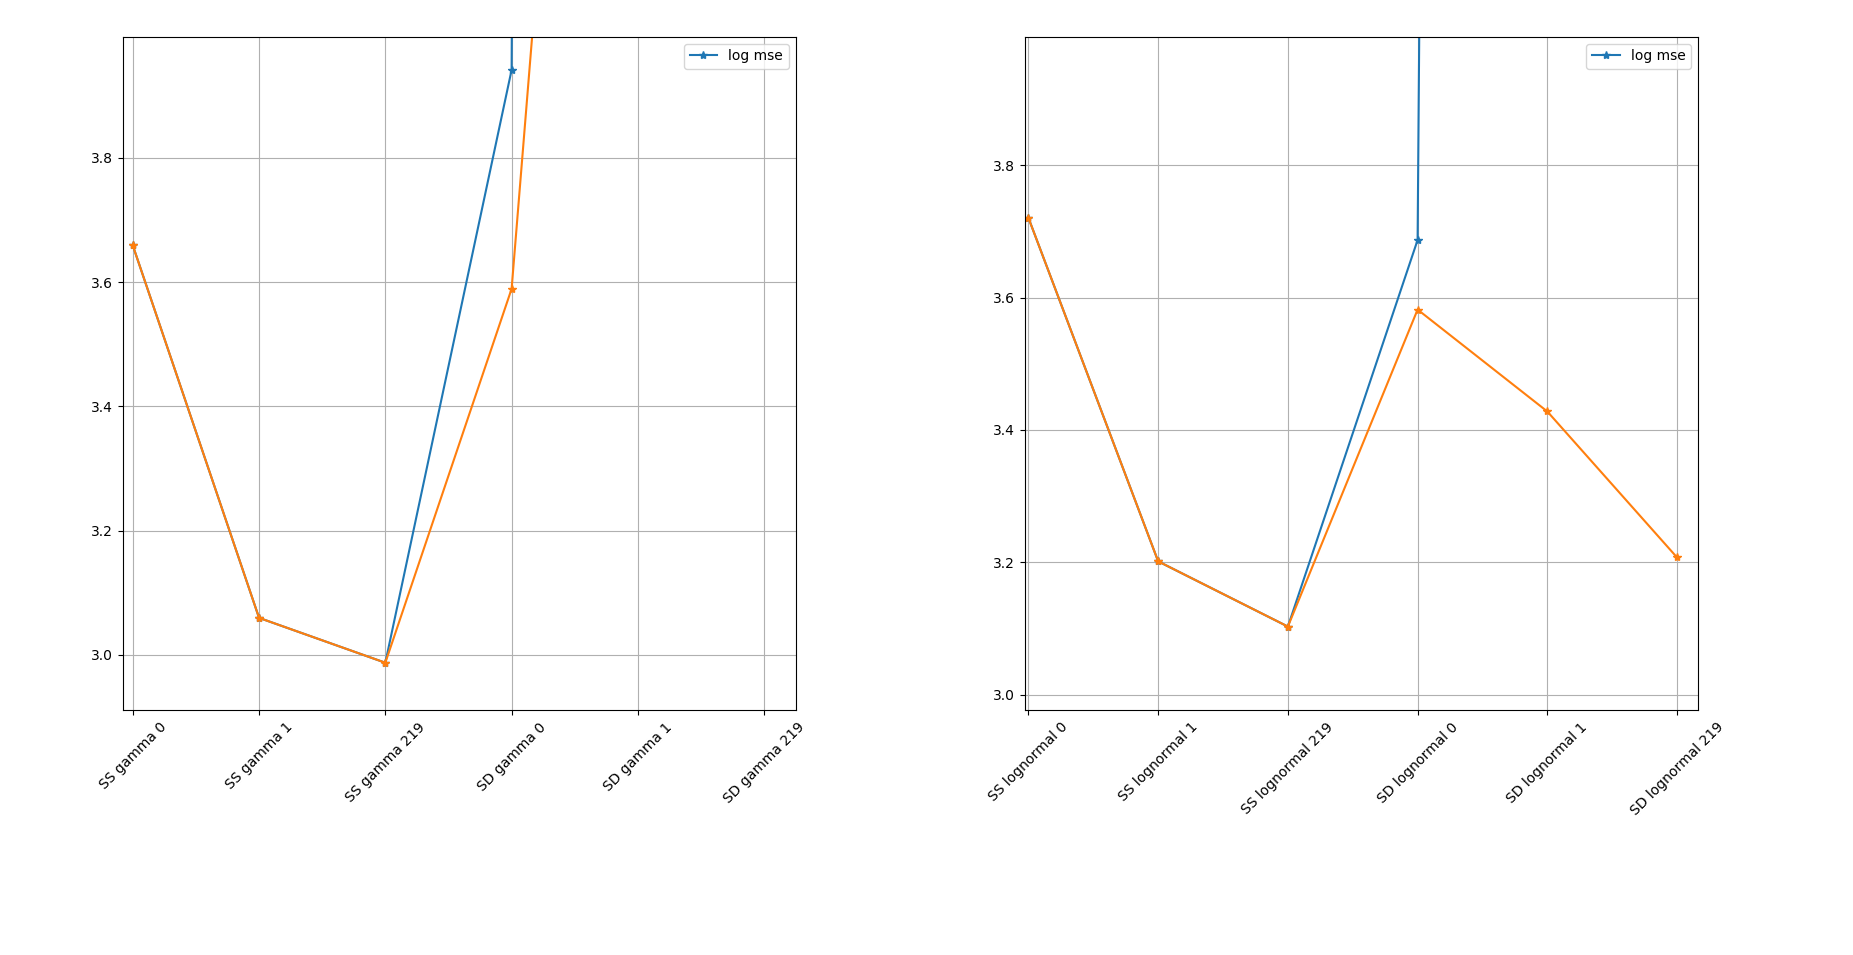 log mse
3.8
3.6
3.4
3.2
3.0
SS gamma 0
SS gamma 1
SS gamma 219
SD gamma 0
SD gamma 1
SD gamma 219
log mse
3.8
3.6
3.4
3.2
3.0
SS lognormal 0
SS lognormal 1
SS lognormal 219
SD lognormal 0
SD lognormal 1
SD lognormal 219